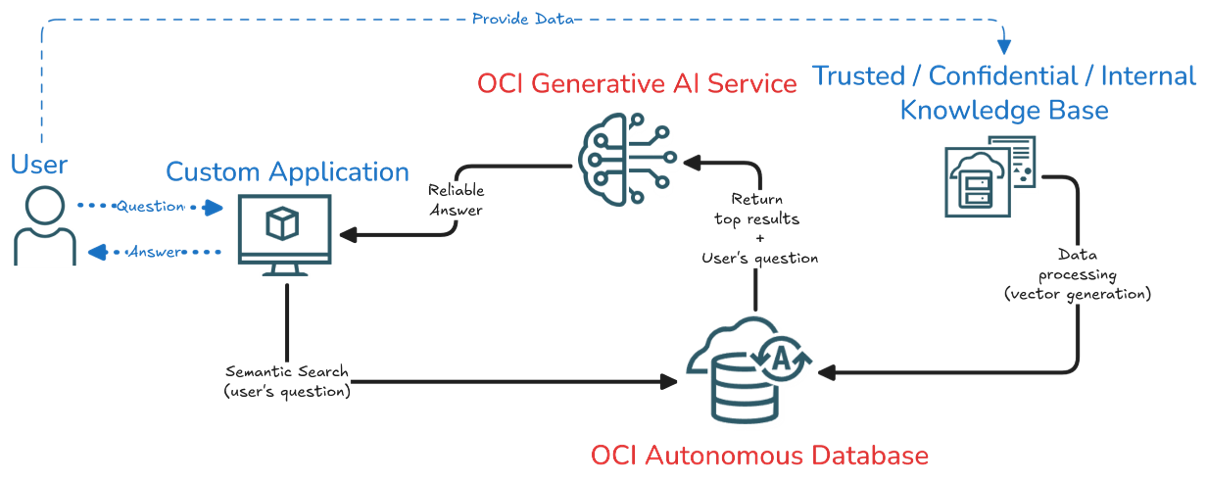 Provide Data
OCI Generative AI Service
Trusted / Confidential / Internal
Knowledge Base
User
Custom Application
Question
Answer
Reliable
Answer
Return
top results
+
User's question
Data
processing
(vector generation)
Semantic Search
(user's question)
A
OCI Autonomous Database